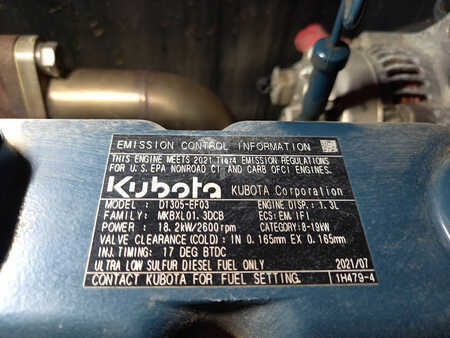 EMISSION CONTROL INFORMATION
THIS ENGINE MEETS 2021 Tier4 EMISSION REGULATIONS
FOR U.S. EPA NONROAD CI AND CARB OFCI ENGINES.
Kubota KUBOTA Corporation
MODEL : D1305-EF03 ENGINE DISP.: 1.3L
FAMILY : MKBXL01.3DCB ECS: EM, IFI
POWER : 18.2kW/2600rpm CATEGORY: 8-19kW
VALVE CLEARANCE (COLD) : IN 0.165mm EX 0.165mm
INJ. TIMING: 17 DEG BTDC
ULTRA LOW SULFUR DIESEL FUEL ONLY 2021/07
CONTACT KUBOTA FOR FUEL SETTING. 1H479-4